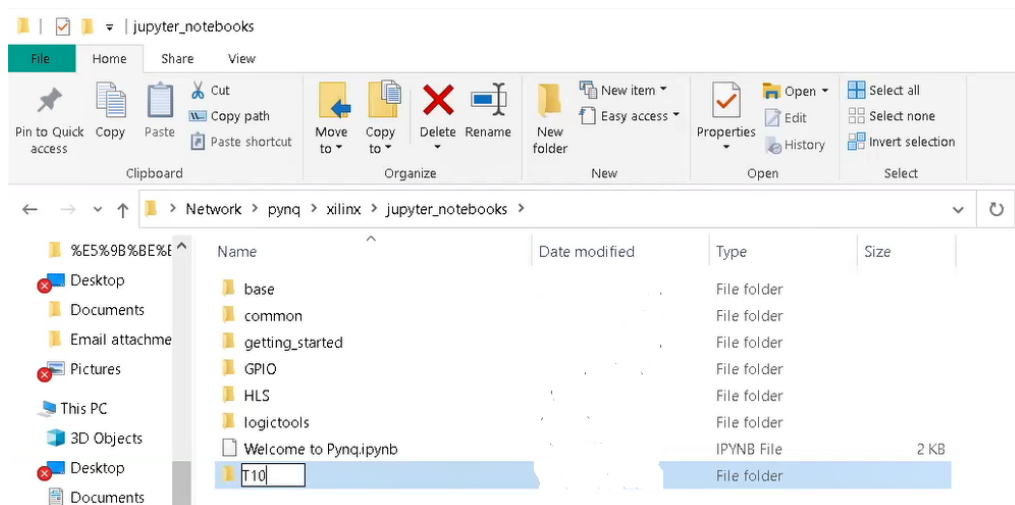 jupyter_notebooks
File Home Share View
Pin to Quick access
Copy
Paste
Cut
Copy path
Paste shortcut
Move to
Copy to
Delete
Rename
New folder
New item
Easy access
Properties
Open
Edit
History
Select all
Select none
Invert selection
Clipboard Organize New Open Select
Network > pynq > xilinx > jupyter_notebooks >
%E5%9B%BE%E
Desktop
Documents
Email attachme
Pictures
This PC
3D Objects
Desktop
Documents
Name Date modified Type Size
base File folder
common File folder
getting_started File folder
GPIO File folder
HLS File folder
logictools File folder
Welcome to Pynq.ipynb IPYNB File 2 KB
T10 File folder